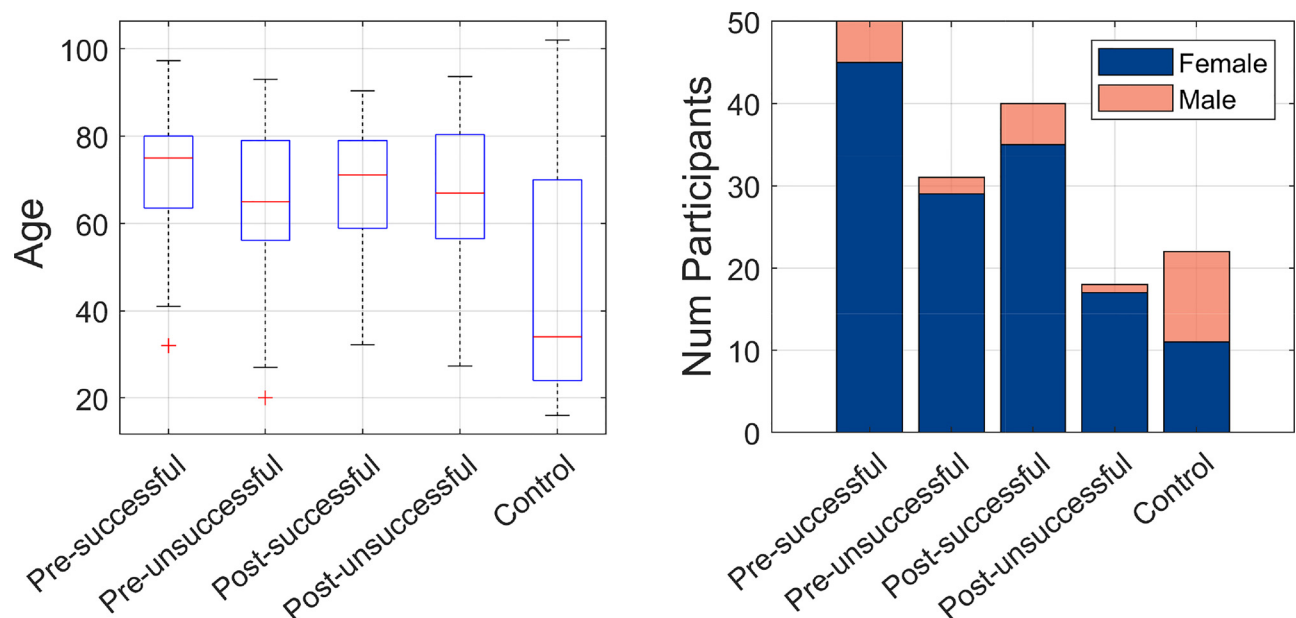 Age
100
80
60
40
20
Pre-successful
Pre-unsuccessful
Post-successful
Post-unsuccessful
Control
Num Participants
50
40
30
20
10
0
Female
Male
Pre-successful
Pre-unsuccessful
Post-successful
Post-unsuccessful
Control